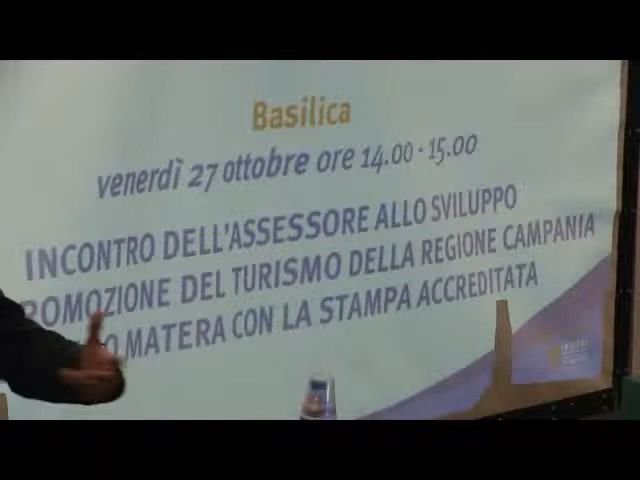 Basilica
venerdì 27 ottobre ore 14.00 - 15.00
INCONTRO DELL'ASSESSORE ALLO SVILUPPO
PROMOZIONE DEL TURISMO DELLA REGIONE CAMPANIA
MATERA CON LA STAMPA ACCREDITATA